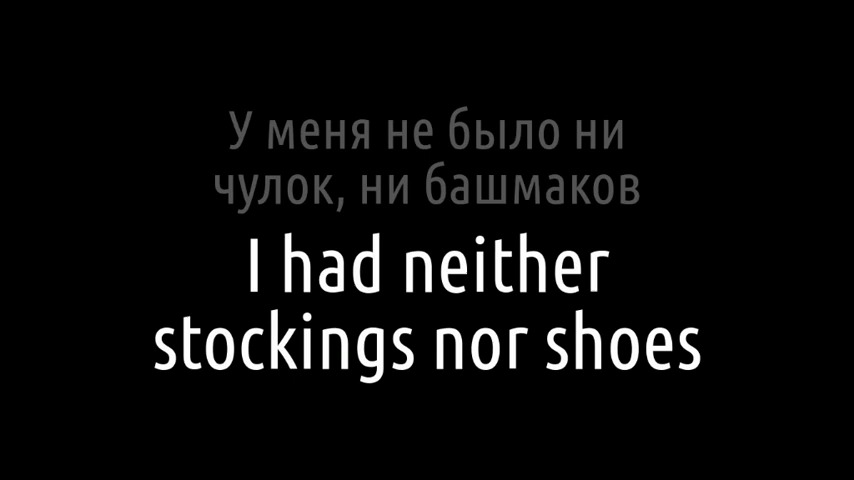 У меня не было ни
чулок, ни башмаков
I had neither
stockings nor shoes